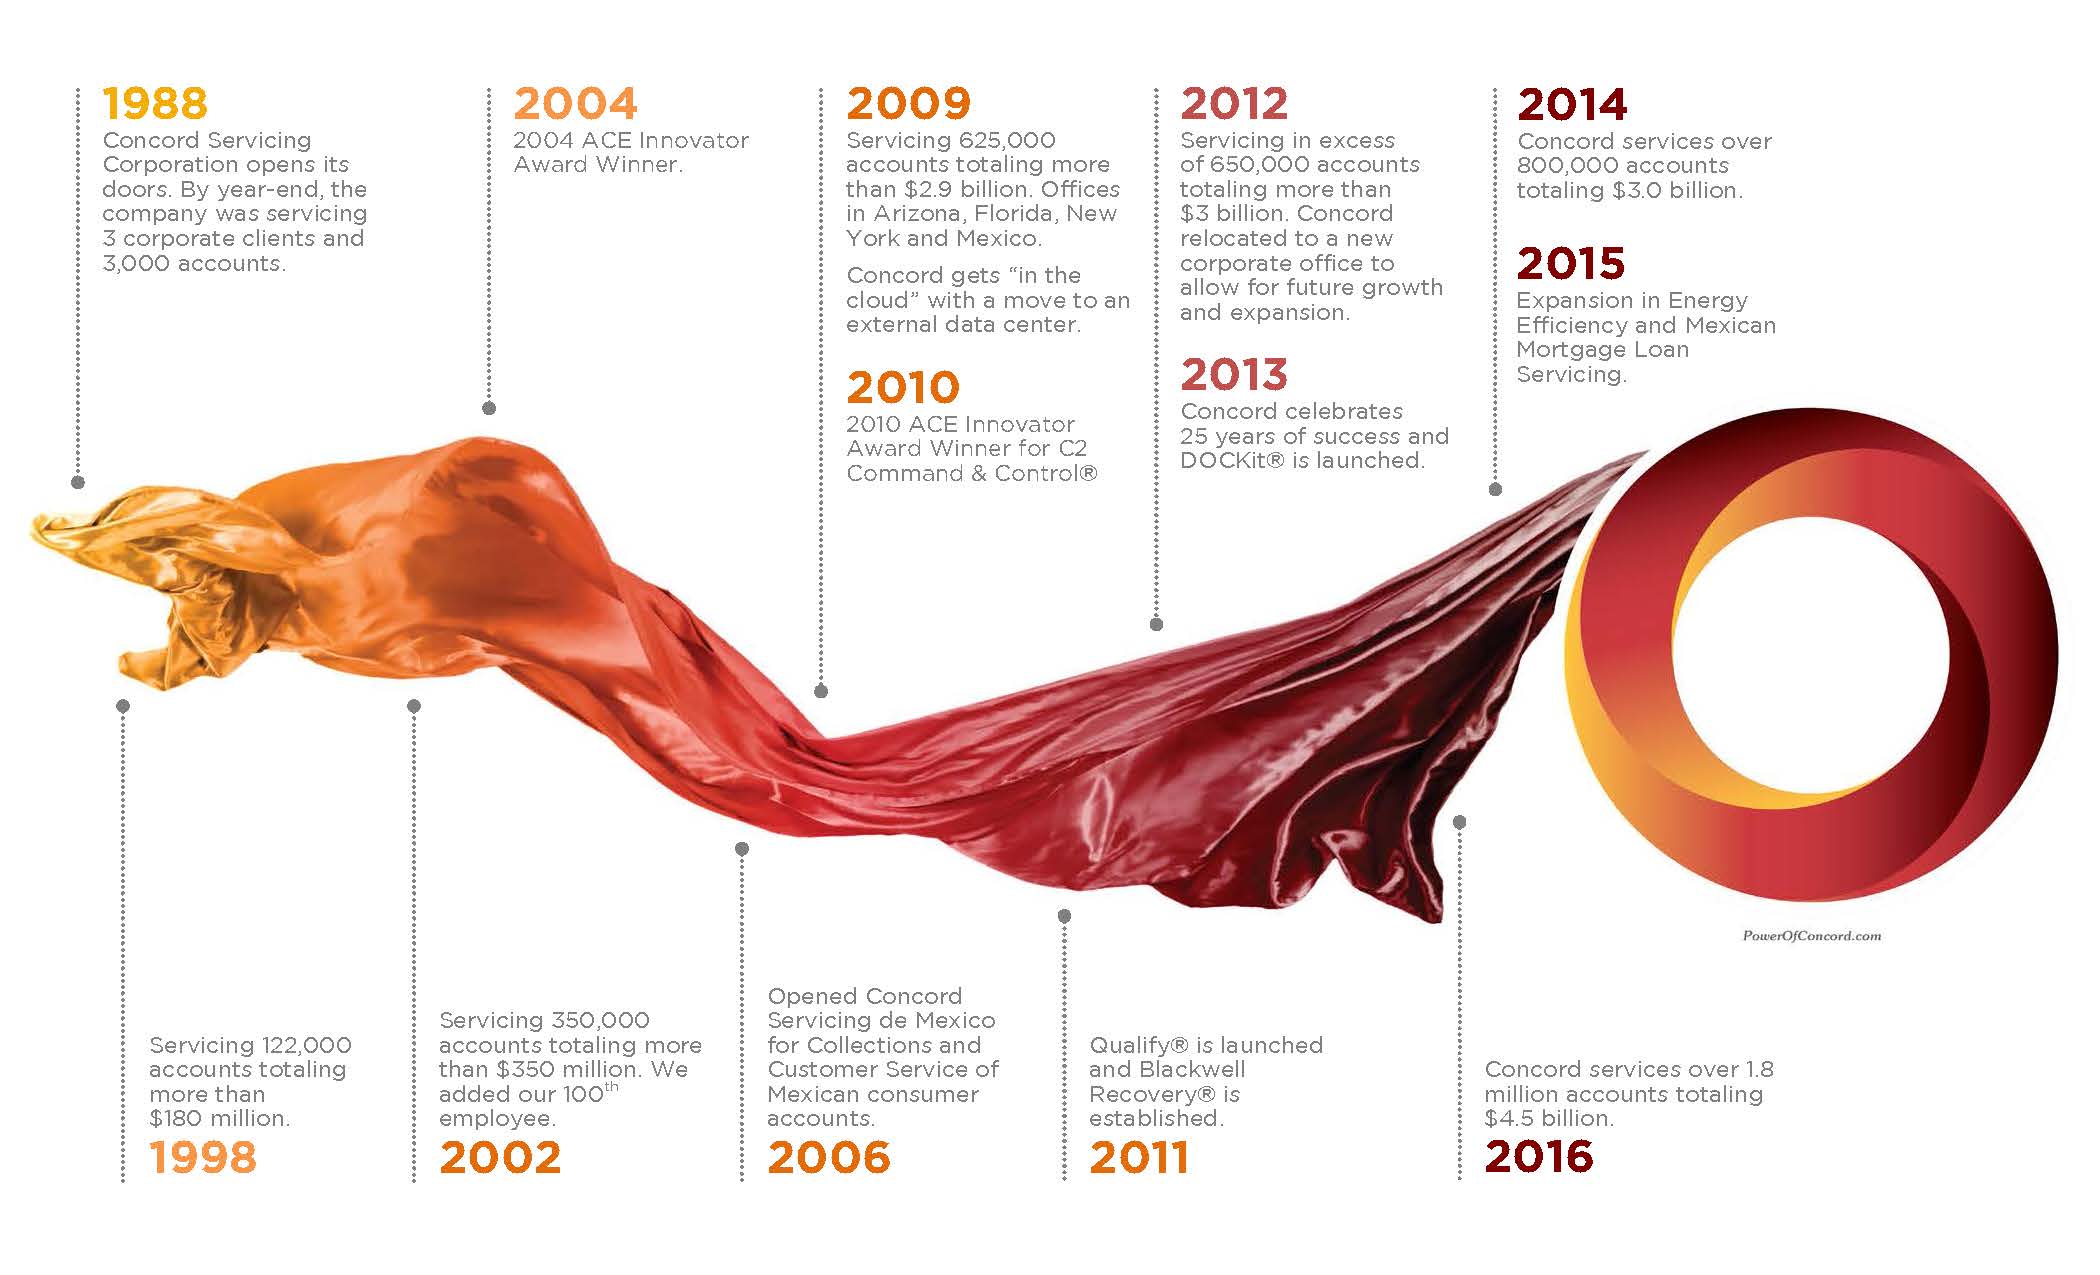 1988
Concord Servicing
Corporation opens its
doors. By year-end, the
company was servicing
3 corporate clients and
3,000 accounts.
2004
2004 ACE Innovator
Award Winner.
2009
Servicing 625,000
accounts totaling more
than $2.9 billion. Offices
in Arizona, Florida, New
York and Mexico.
Concord gets “in the
cloud” with a move to an
external data center.
2010
2010 ACE Innovator
Award Winner for C2
Command & Control®
2012
Servicing in excess
of 650,000 accounts
totaling more than
$3 billion. Concord
relocated to a new
corporate office to
allow for future growth
and expansion.
2013
Concord celebrates
25 years of success and
DOCKit® is launched.
2014
Concord services over
800,000 accounts
totaling $3.0 billion.
2015
Expansion in Energy
Efficiency and Mexican
Mortgage Loan
Servicing.
PowerOfConcord.com
Servicing 122,000
accounts totaling
more than
$180 million.
1998
Servicing 350,000
accounts totaling more
than $350 million. We
added our 100th
employee.
2002
Opened Concord
Servicing de Mexico
for Collections and
Customer Service of
Mexican consumer
accounts.
2006
Qualify® is launched
and Blackwell
Recovery® is
established.
2011
Concord services over 1.8
million accounts totaling
$4.5 billion.
2016